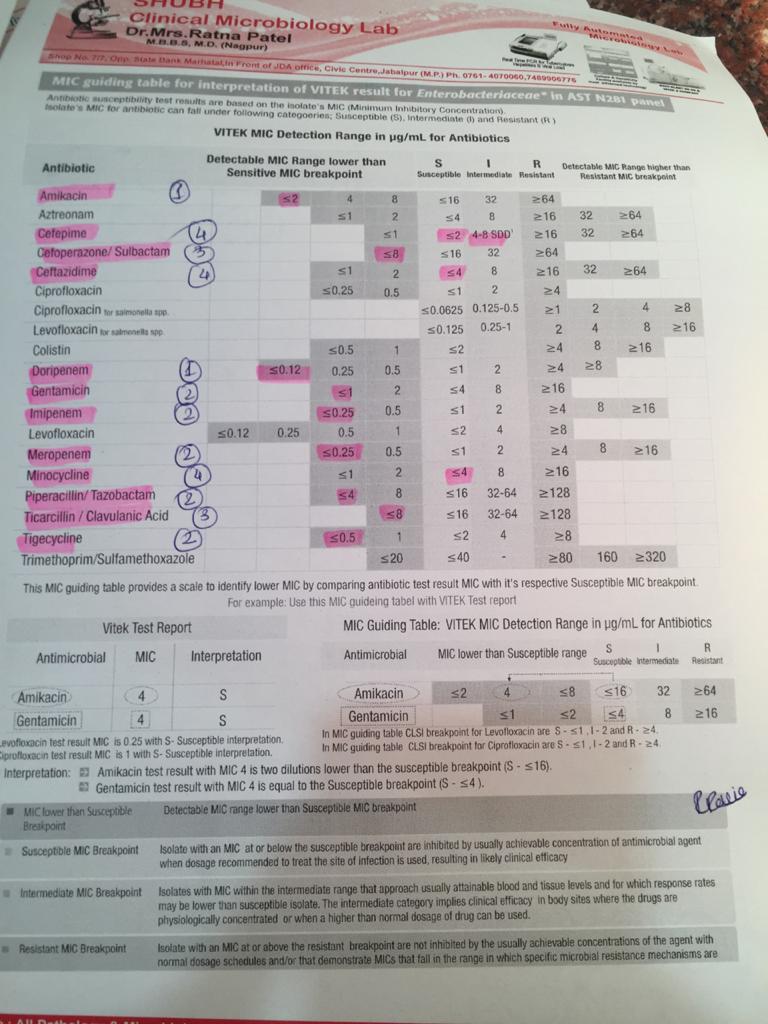 SHUBH
Clinical Microbiology Lab
Dr.Mrs.Ratna Patel
M.B.B.S, M.D. (Nagpur)
Fully Automated
Microbiology Lab
Shop No. 7/7, Opp. State Bank Marhatal,In Front of JDA office, Civic Centre,Jabalpur (M.P.) Ph. 0761- 4070060,7489906776
MIC guiding table for interpretation of VITEK result for Enterobacteriaceae* in AST N281 panel
Antibiotic susceptibility test results are based on the isolate's MIC (Minimum Inhibitory Concentration).
Isolate's MIC for antibiotic can fall under following categoeries; Susceptible (S), Intermediate (I) and Resistant (R)
VITEK MIC Detection Range in µg/mL for Antibiotics
Antibiotic Detectable MIC Range lower than Sensitive MIC breakpoint S Susceptible I Intermediate R Resistant Detectable MIC Range higher than Resistant MIC breakpoint
Amikacin 1 ≤2 4 8 ≤16 32 ≥64
Aztreonam ≤1 2 ≤4 8 ≥16 32 ≥64
Cefepime 4 ≤1 ≤2 4-8 SDD' ≥16 32 ≥64
Cefoperazone/ Sulbactam 3 ≤8 ≤16 32 ≥64
Ceftazidime 4 ≤1 2 ≤4 8 ≥16 32 ≥64
Ciprofloxacin ≤0.25 0.5 ≤1 2 ≥4
Ciprofloxacin for salmonella spp. ≤0.0625 0.125-0.5 ≥1 2 4 ≥8
Levofloxacin for salmonella spp. ≤0.125 0.25-1 2 4 8 ≥16
Colistin ≤0.5 1 ≤2 ≥4 8 ≥16
Doripenem 1 ≤0.12 0.25 0.5 ≤1 2 ≥4 ≥8
Gentamicin 2 ≤1 2 ≤4 8 ≥16
Imipenem 2 ≤0.25 0.5 ≤1 2 ≥4 8 ≥16
Levofloxacin ≤0.12 0.25 0.5 1 ≤2 4 ≥8
Meropenem 2 ≤0.25 0.5 ≤1 2 ≥4 8 ≥16
Minocycline 4 ≤1 2 ≤4 8 ≥16
Piperacillin/ Tazobactam 2 ≤4 8 ≤16 32-64 ≥128
Ticarcillin / Clavulanic Acid 3 ≤8 ≤16 32-64 ≥128
Tigecycline 2 ≤0.5 1 ≤2 4 ≥8
Trimethoprim/Sulfamethoxazole ≤20 ≤40 - ≥80 160 ≥320
This MIC guiding table provides a scale to identify lower MIC by comparing antibiotic test result MIC with it's respective Susceptible MIC breakpoint.
For example: Use this MIC guideing tabel with VITEK Test report
Vitek Test Report
Antimicrobial MIC Interpretation
Amikacin 4 S
Gentamicin 4 S
MIC Guiding Table: VITEK MIC Detection Range in µg/mL for Antibiotics
Antimicrobial MIC lower than Susceptible range S Susceptible I Intermediate R Resistant
Amikacin ≤2 4 ≤8 ≤16 32 ≥64
Gentamicin ≤1 ≤2 ≤4 8 ≥16
evofloxacin test result MIC is 0.25 with S- Susceptible interpretation.
iprofloxacin test result MIC is 1 with S- Susceptible interpretation.
In MIC guiding table CLSI breakpoint for Levofloxacin are S - ≤1 , I - 2 and R - ≥4.
In MIC guiding table CLSI breakpoint for Ciprofloxacin are S - ≤1 , I - 2 and R - ≥4.
Interpretation: Amikacin test result with MIC 4 is two dilutions lower than the susceptible breakpoint (S - ≤16).
Gentamicin test result with MIC 4 is equal to the Susceptible breakpoint (S - ≤4 ).
MIC lower than Susceptible Breakpoint Detectable MIC range lower than Susceptible MIC breakpoint
Susceptible MIC Breakpoint Isolate with an MIC at or below the susceptible breakpoint are inhibited by usually achievable concentration of antimicrobial agent
when dosage recommended to treat the site of infection is used, resulting in likely clinical efficacy
Intermediate MIC Breakpoint Isolates with MIC within the intermediate range that approach usually attainable blood and tissue levels and for which response rates
may be lower than susceptible isolate. The intermediate category implies clinical efficacy in body sites where the drugs are
physiologically concentrated or when a higher than normal dosage of drug can be used.
Resistant MIC Breakpoint Isolate with an MIC at or above the resistant breakpoint are not inhibited by the usually achievable concentrations of the agent with
normal dosage schedules and/or that demonstrate MICs that fall in the range in which specific microbial resistance mechanisms are